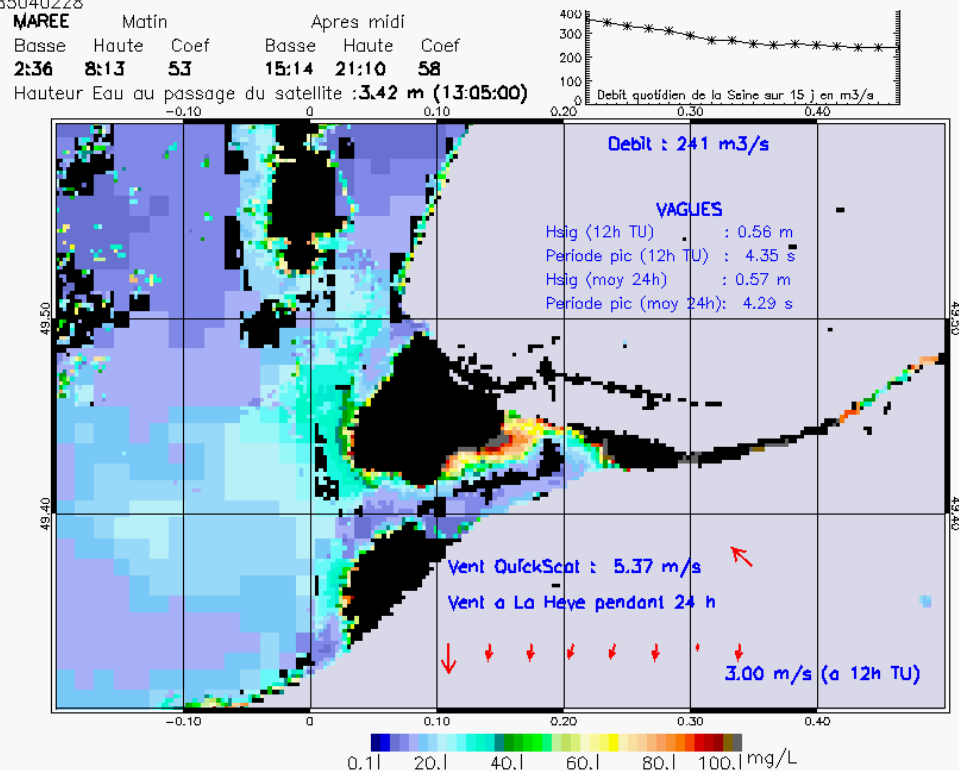 MAREE Matin Apres midi
Basse Haute Coef Basse Haute Coef
2:36 8:13 53 15:14 21:10 58
Hauteur Eau au passage du satellite : 3.42 m (13:05:00)
400
300
200
100
0
Debit quotidien de la Seine sur 15 j en m3/s
-0.10 0 0.10 0.20 0.30 0.40
Debit : 241 m3/s
VAGUES
Hsig (12h TU) : 0.56 m
Periode pic (12h TU) : 4.35 s
Hsig (moy 24h) : 0.57 m
Periode pic (moy 24h): 4.29 s
49.50 49.50
49.40 49.40
Vent QuickScat : 5.37 m/s
Vent a La Heve pendant 24 h
3.00 m/s (a 12h TU)
-0.10 0 0.10 0.20 0.30 0.40
0.1 20. 40. 60. 80. 100. mg/L